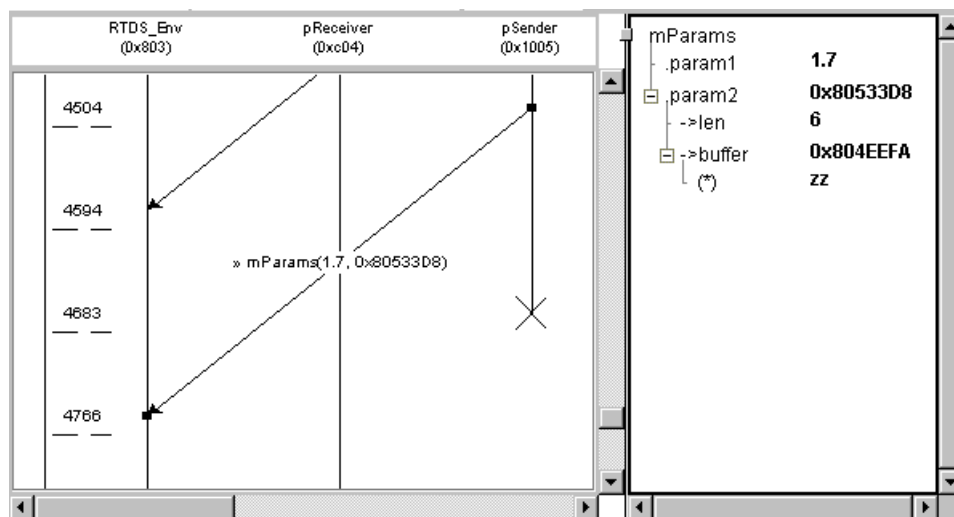 RTDS_Env pReceiver pSender
(0x803) (0xc04) (0x1005)
4504
4594
» mParams(1.7, 0x80533D8)
4683
4766
mParams
.param1 1.7
.param2 0x80533D8
->len 6
->buffer 0x804EEFA
(*) zz